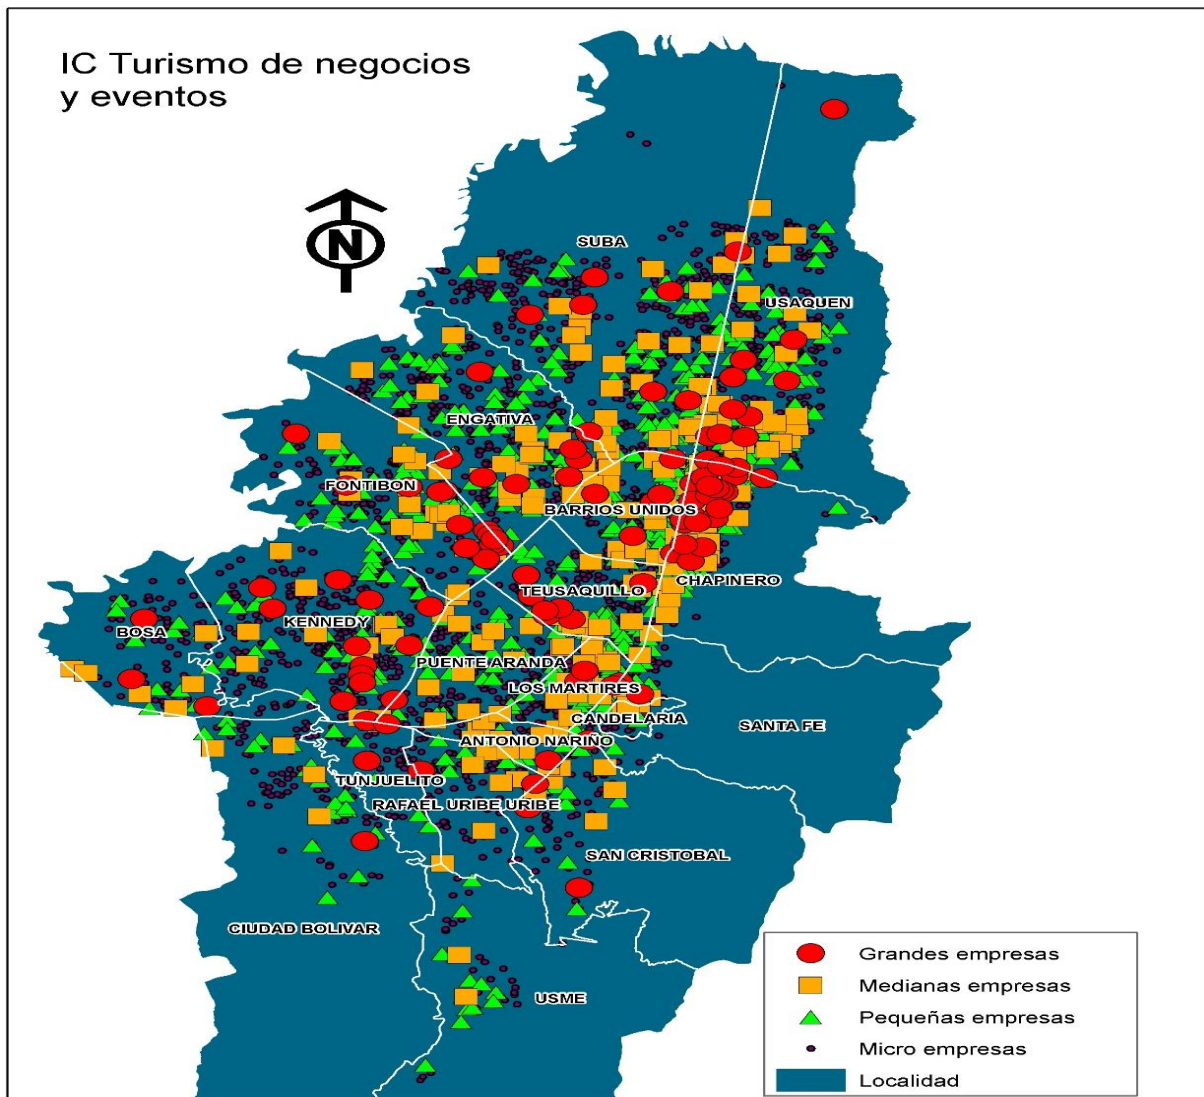 IC Turismo de negocios
y eventos
N
SUBA
USAQUEN
ENGATIVA
FONTIBON
BARRIOS UNIDOS
CHAPINERO
TEUSAQUILLO
KENNEDY
BOSA
PUENTE ARANDA
LOS MARTIRES
CANDELARIA
SANTA FE
ANTONIO NARIÑO
TUNJUELITO
RAFAEL URIBE URIBE
SAN CRISTOBAL
CIUDAD BOLIVAR
USME
Grandes empresas
Medianas empresas
Pequeñas empresas
Micro empresas
Localidad